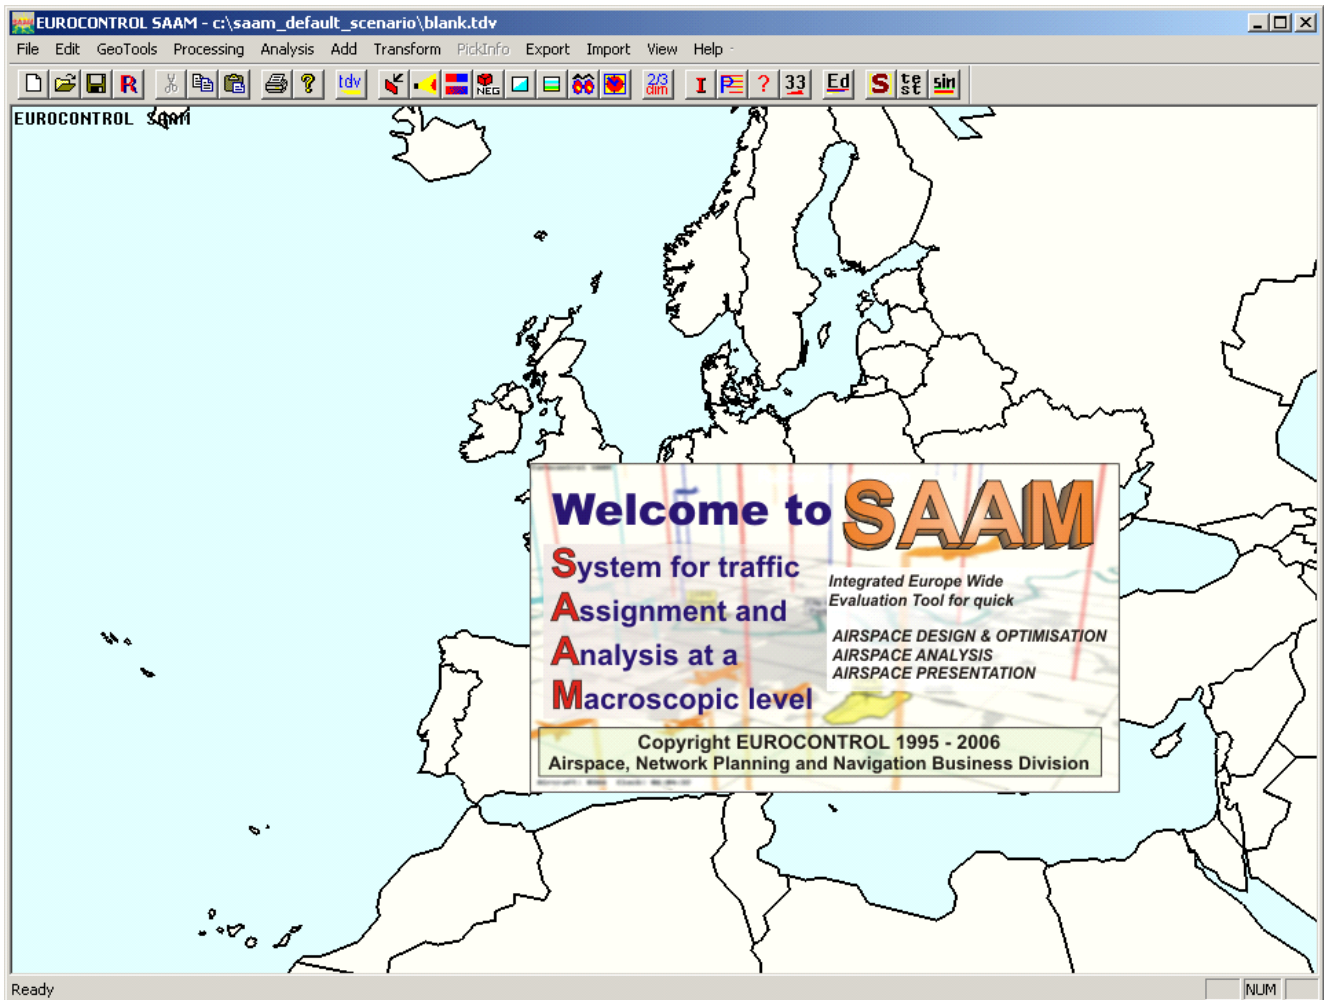 EUROCONTROL SAAM - c:\saam_default_scenario\blank.tdv
File Edit GeoTools Processing Analysis Add Transform PickInfo Export Import View Help
R tdv NEG 2/3 dim I P ? 33 Ed S te st sin
EUROCONTROL SAAM
Welcome to SAAM
System for traffic
Assignment and
Analysis at a
Macroscopic level
Integrated Europe Wide
Evaluation Tool for quick
AIRSPACE DESIGN & OPTIMISATION
AIRSPACE ANALYSIS
AIRSPACE PRESENTATION
Copyright EUROCONTROL 1995 - 2006
Airspace, Network Planning and Navigation Business Division
Ready NUM